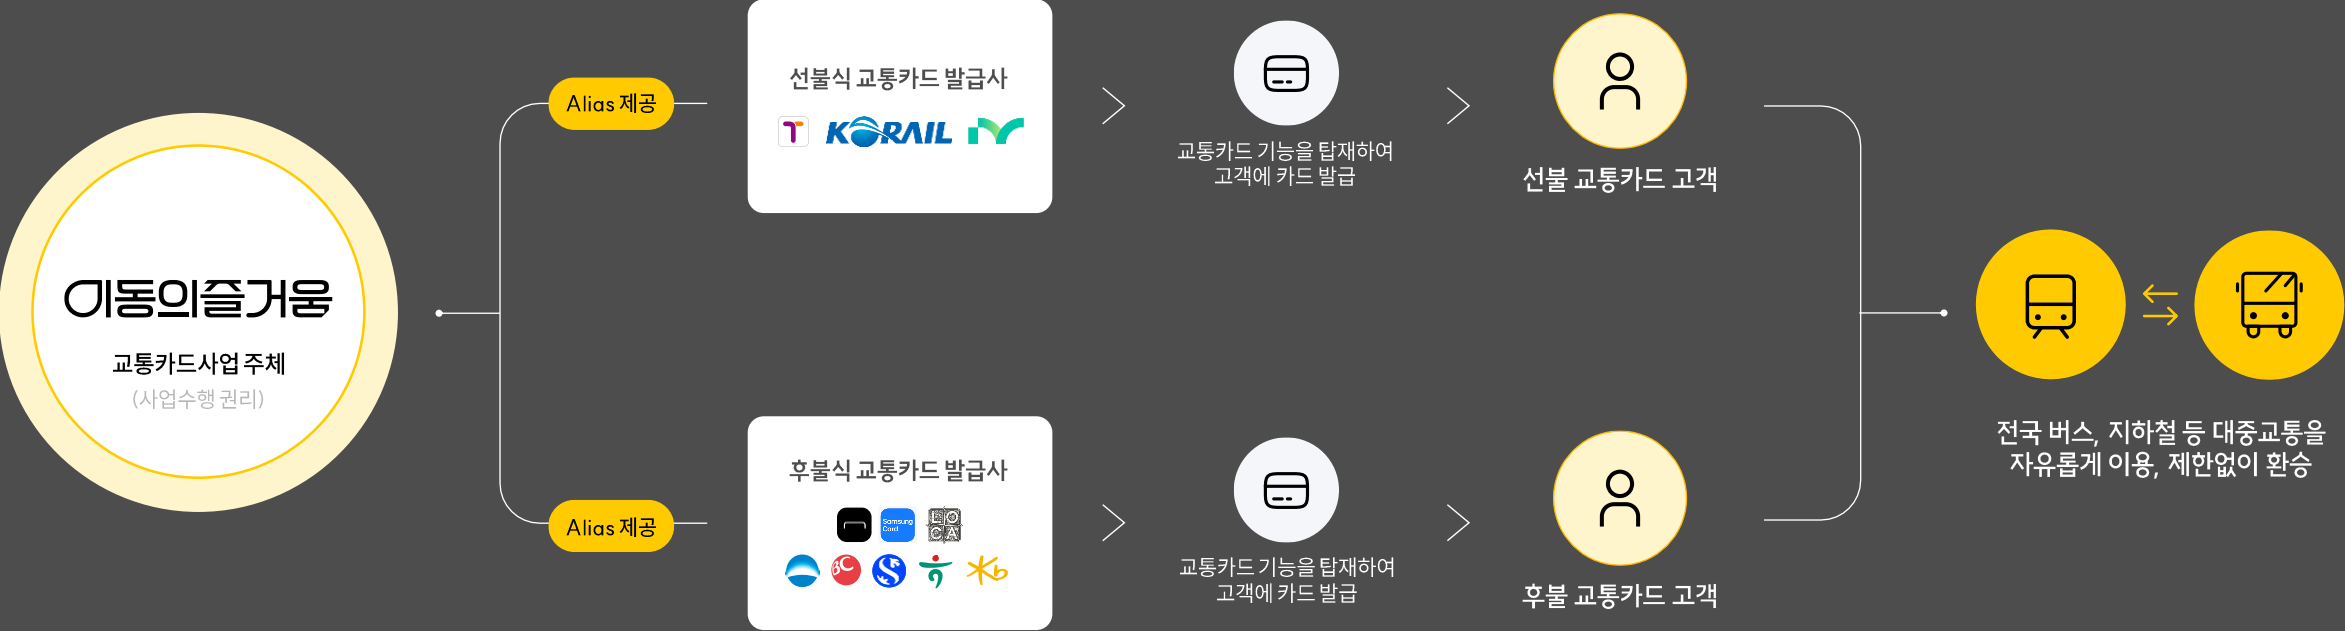 이동의즐거움
교통카드사업 주체
(사업수행 권리)
Alias 제공
선불식 교통카드 발급사
T KORAIL
교통카드 기능을 탑재하여
고객에 카드 발급
선불 교통카드 고객
Alias 제공
후불식 교통카드 발급사
Samsung
Card
LOCA
BC
S
Kb
교통카드 기능을 탑재하여
고객에 카드 발급
후불 교통카드 고객
전국 버스, 지하철 등 대중교통을
자유롭게 이용, 제한없이 환승